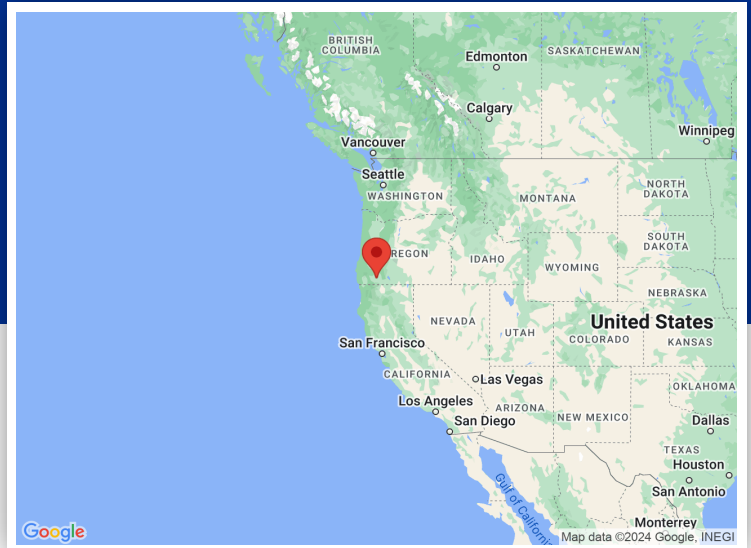 BRITISH
COLUMBIA
Edmonton
SASKATCHEWAN
Calgary
Winnipeg
Vancouver
Seattle
WASHINGTON
NORTH
DAKOTA
MONTANA
SOUTH
DAKOTA
REGON
IDAHO
WYOMING
NEBRASKA
NEVADA
United States
UTAH
COLORADO
KANSAS
San Francisco
CALIFORNIA
Las Vegas
OKLAHOMA
Los Angeles
ARIZONA
NEW MEXICO
San Diego
Dallas
TEXAS
Houston
San Antonio
Gulf of California
Monterrey
Google
Map data ©2024 Google, INEGI